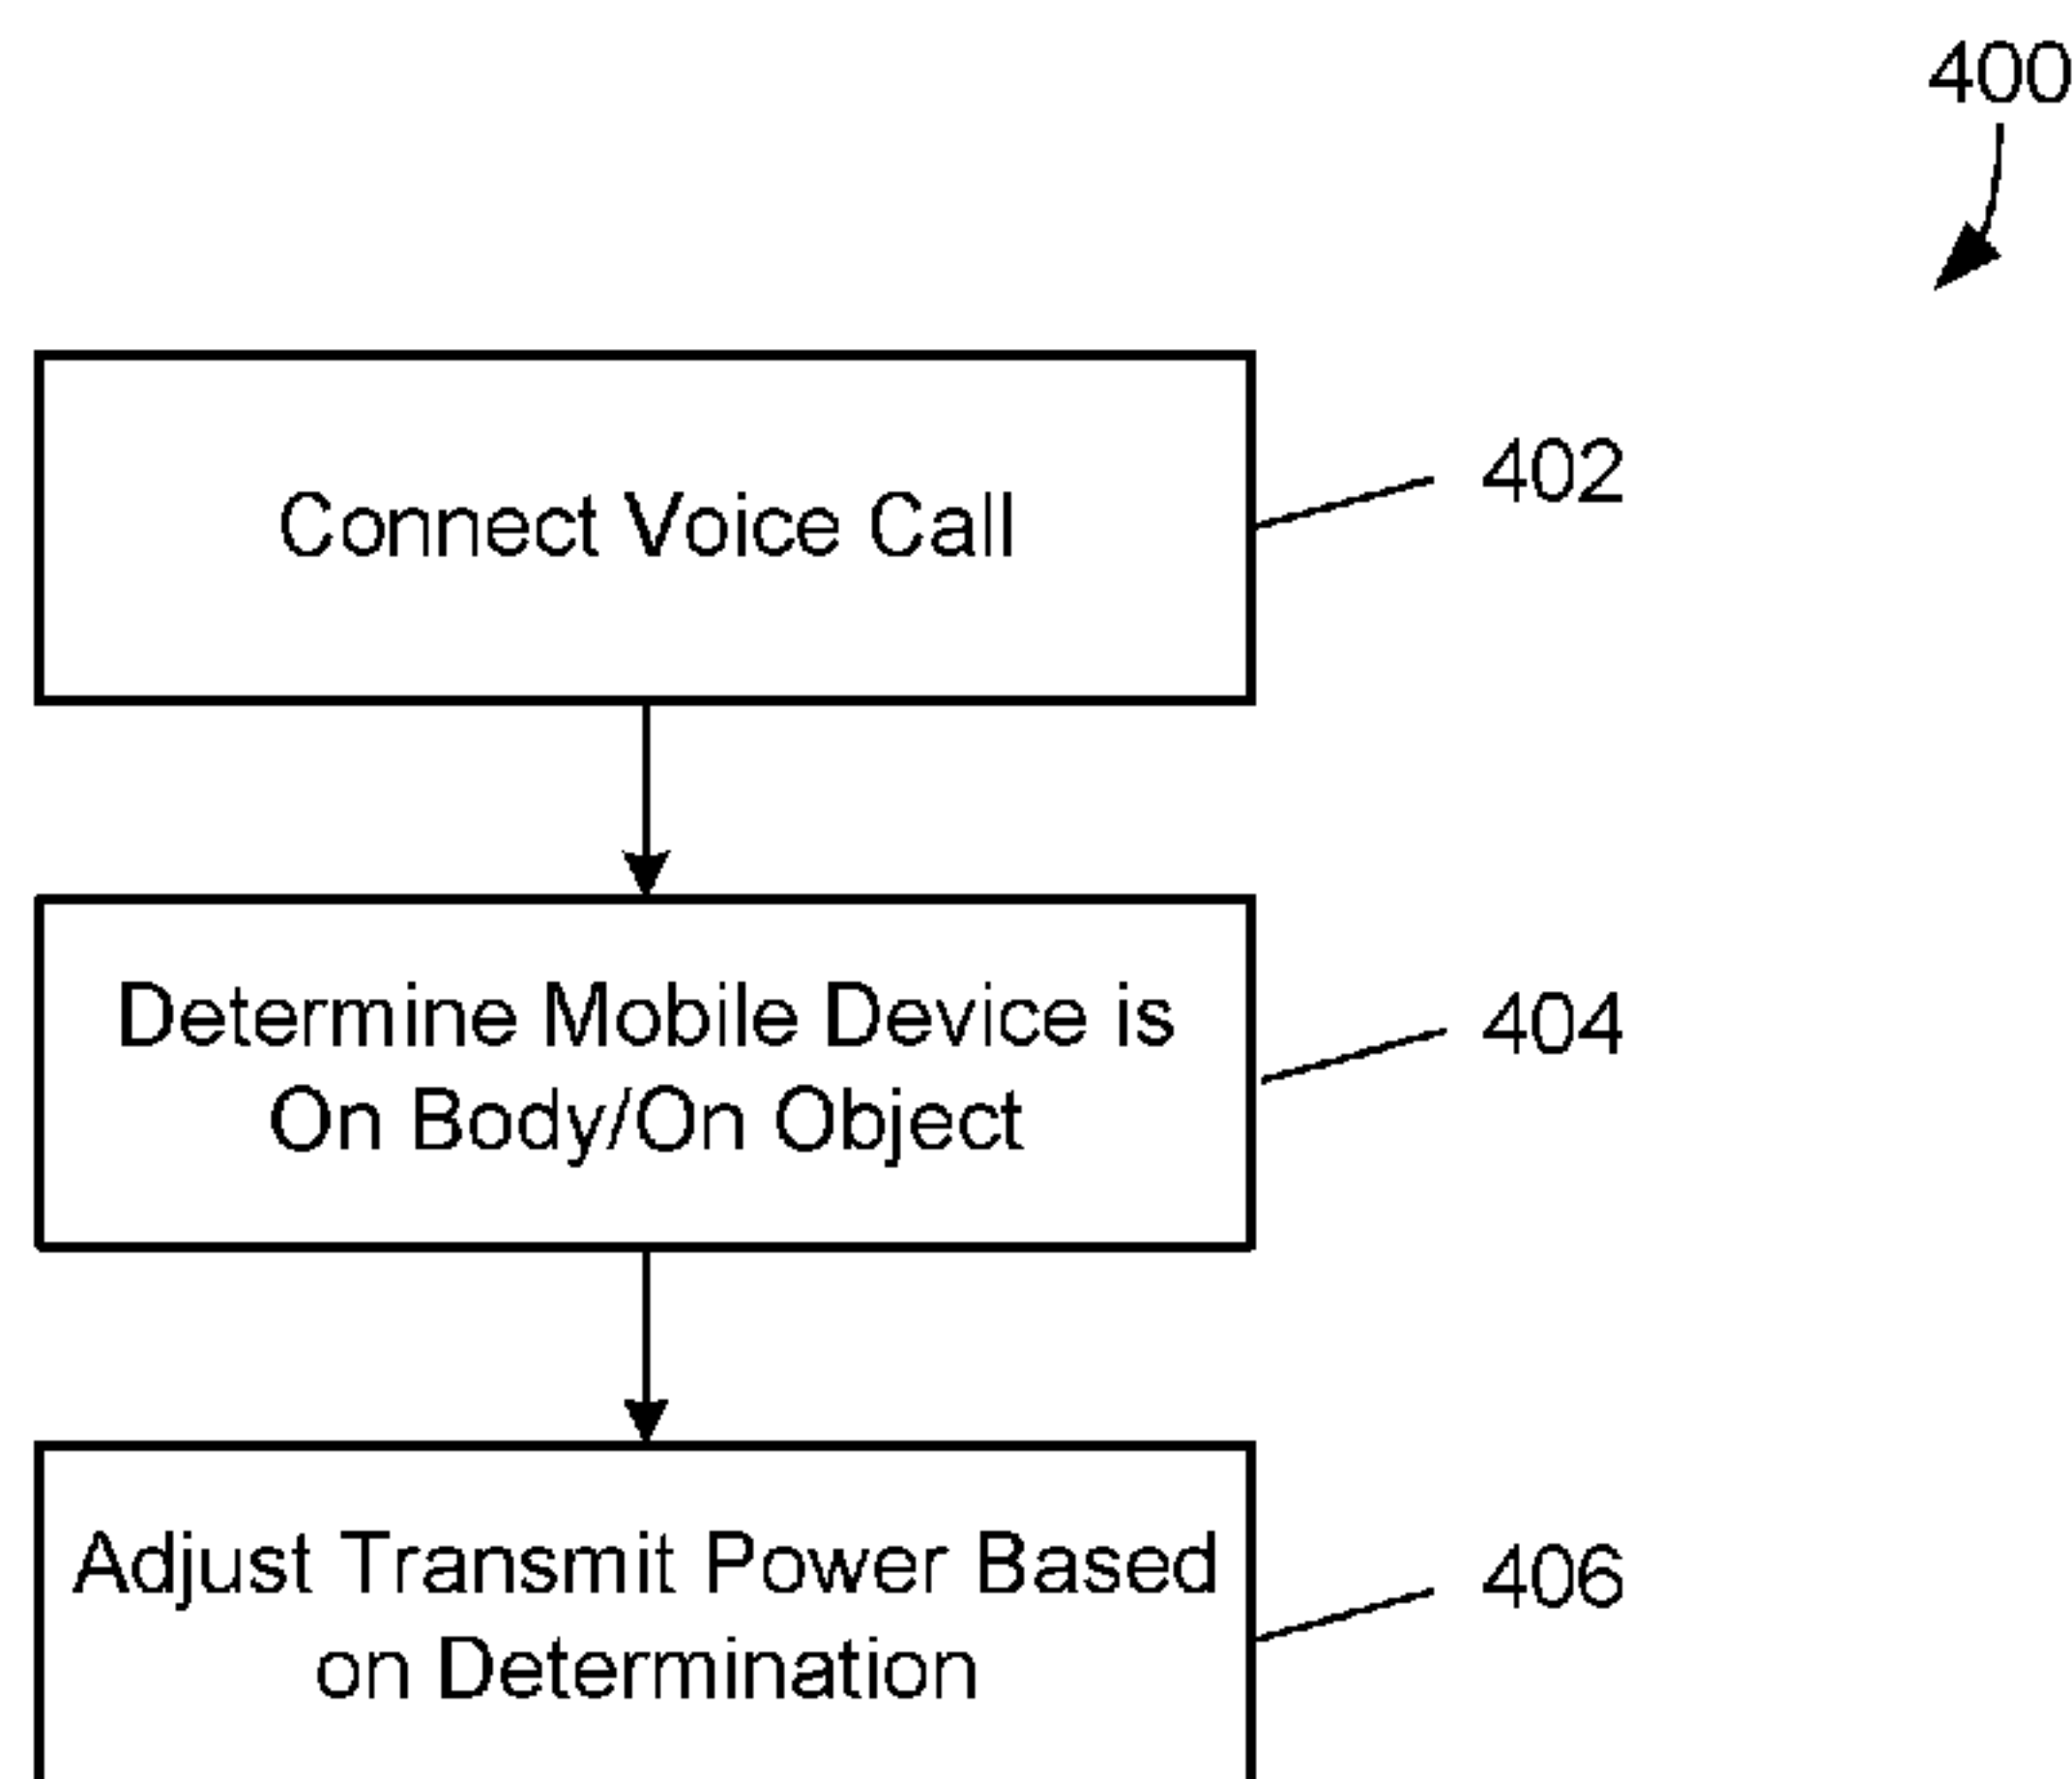 400
Connect Voice Call
402
Determine Mobile Device is
On Body/On Object
404
Adjust Transmit Power Based
on Determination
406